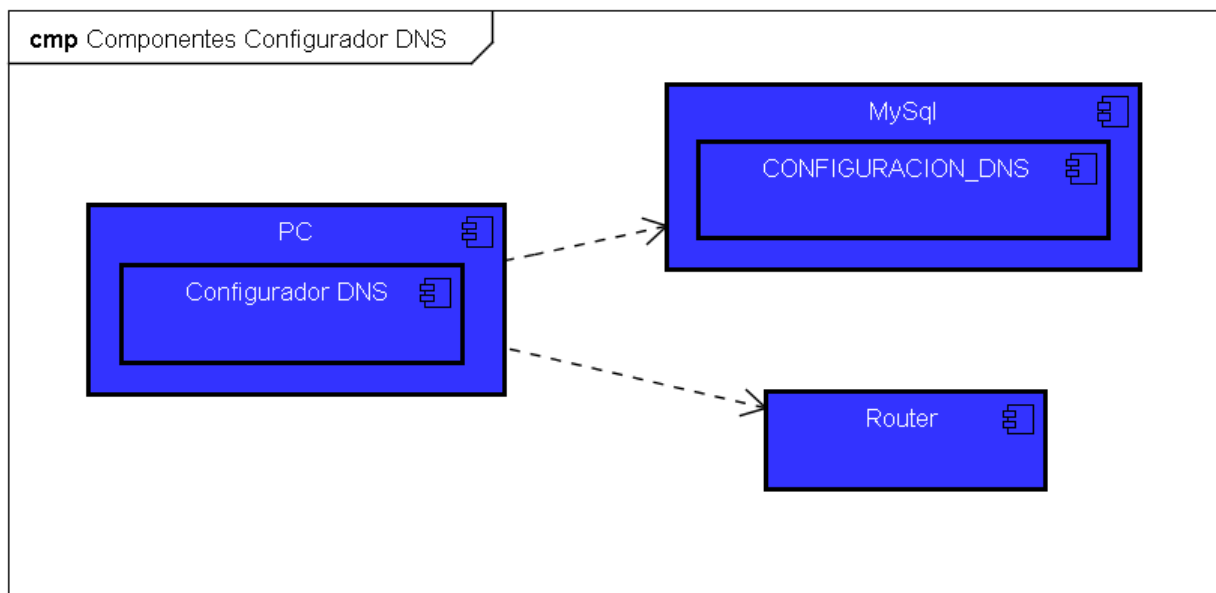 cmp Componentes Configurador DNS
MySql
CONFIGURACION_DNS
PC
Configurador DNS
Router